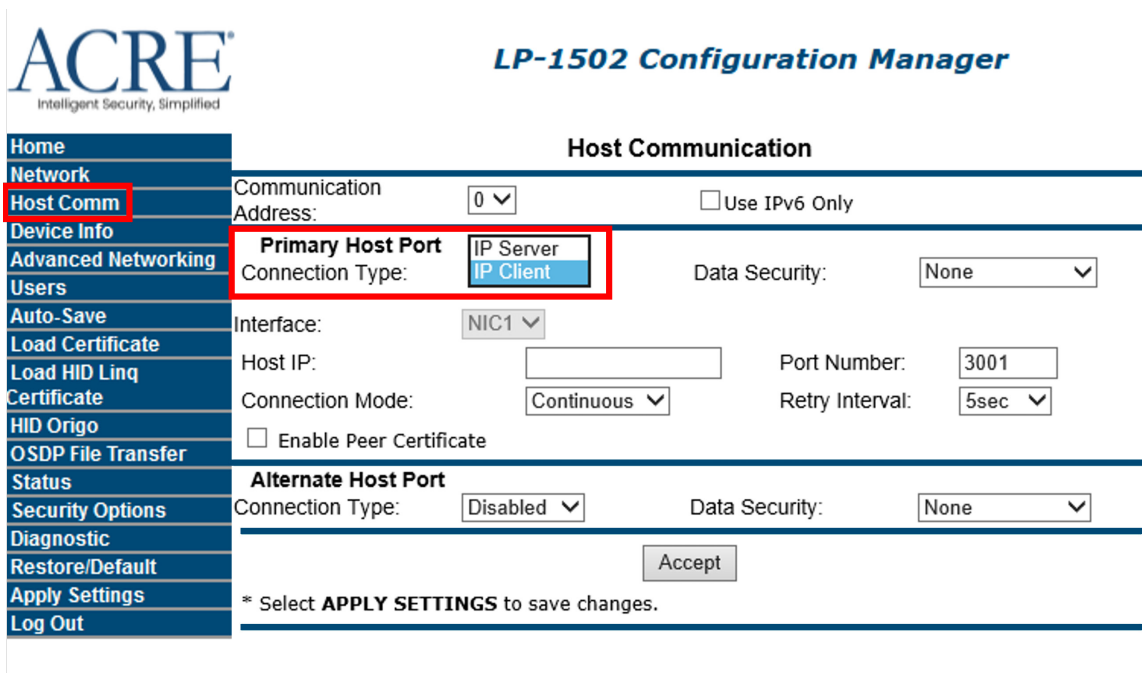 ACRE®
Intelligent Security, Simplified
LP-1502 Configuration Manager
Home
Network
Host Comm
Device Info
Advanced Networking
Users
Auto-Save
Load Certificate
Load HID Linq
Certificate
HID Origo
OSDP File Transfer
Status
Security Options
Diagnostic
Restore/Default
Apply Settings
Log Out
Host Communication
Communication
Address:
0
Use IPv6 Only
Primary Host Port
Connection Type:
IP Server
IP Client
Data Security:
None
Interface:
NIC1
Host IP:
Port Number:
3001
Connection Mode:
Continuous
Retry Interval:
5sec
Enable Peer Certificate
Alternate Host Port
Connection Type:
Disabled
Data Security:
None
Accept
* Select APPLY SETTINGS to save changes.